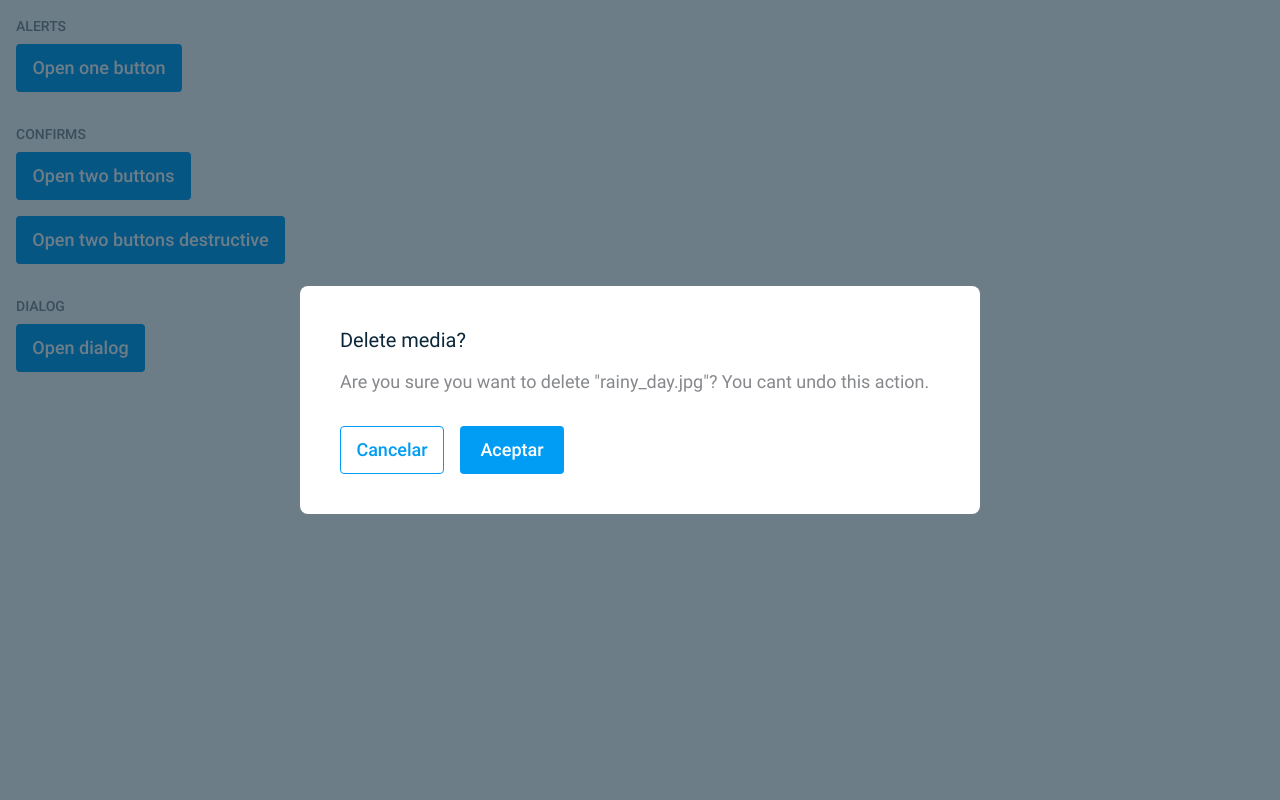 ALERTS
Open one button
CONFIRMS
Open two buttons
Open two buttons destructive
DIALOG
Open dialog
Delete media?
Are you sure you want to delete "rainy_day.jpg"? You cant undo this action.
Cancelar
Aceptar